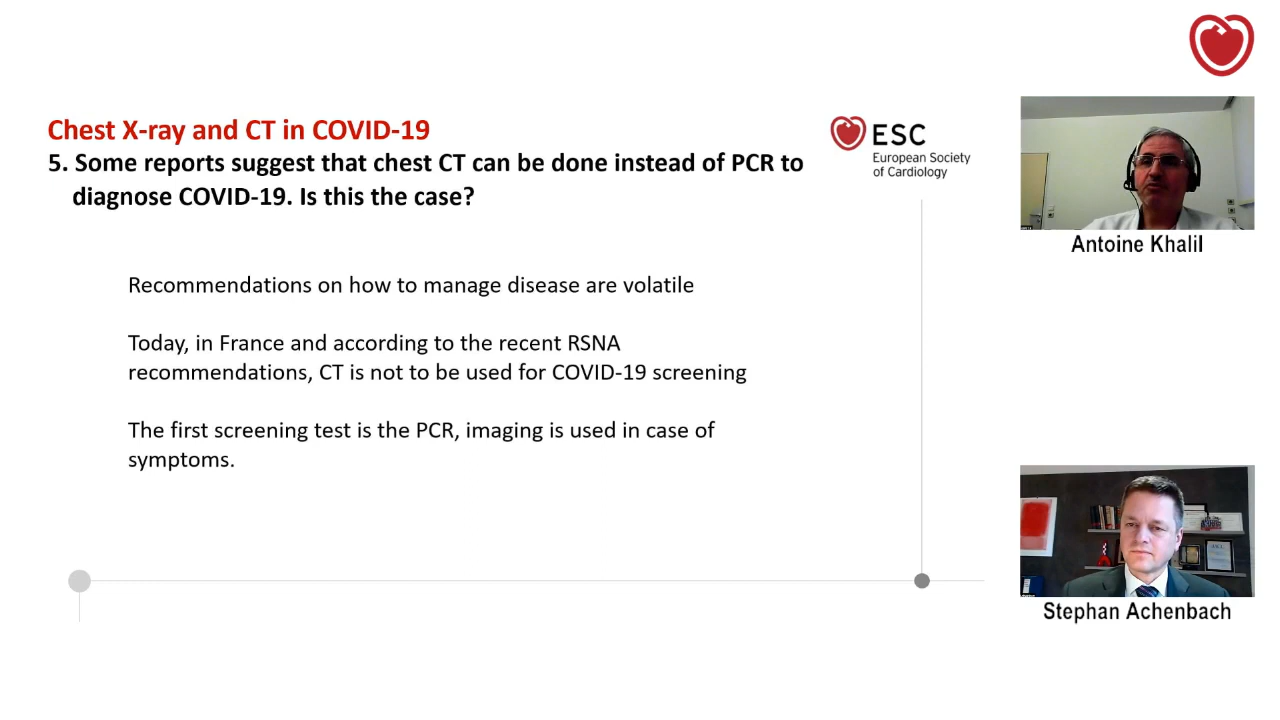 Chest X-ray and CT in COVID-19
5. Some reports suggest that chest CT can be done instead of PCR to
diagnose COVID-19. Is this the case?
ESC
European Society
of Cardiology
Recommendations on how to manage disease are volatile
Today, in France and according to the recent RSNA
recommendations, CT is not to be used for COVID-19 screening
The first screening test is the PCR, imaging is used in case of
symptoms.
Antoine Khalil
Stephan Achenbach